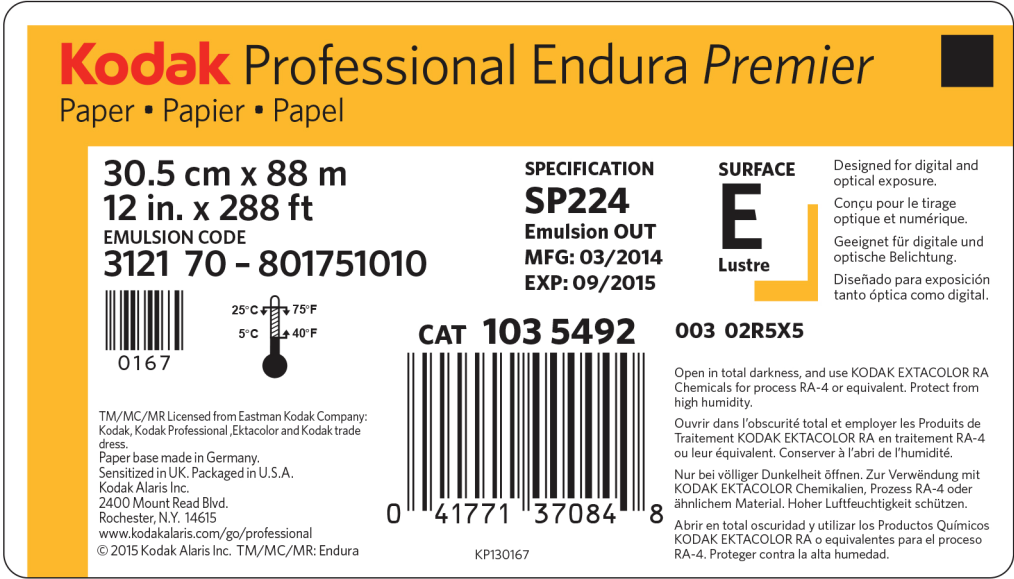 Kodak Professional Endura Premier
Paper • Papier • Papel
30.5 cm x 88 m
12 in. x 288 ft
EMULSION CODE
3121 70 – 801751010
0167
25°C 75°F
5°C 40°F
SPECIFICATION
SP224
Emulsion OUT
MFG: 03/2014
EXP: 09/2015
SURFACE
E
Lustre
Designed for digital and
optical exposure.
Conçu pour le tirage
optique et numérique.
Geeignet für digitale und
optische Belichtung.
Diseñado para exposición
tanto óptica como digital.
CAT 103 5492
003 02R5X5
TM/MC/MR Licensed from Eastman Kodak Company:
Kodak, Kodak Professional ,Ektacolor and Kodak trade
dress.
Paper base made in Germany.
Sensitized in UK. Packaged in U.S.A.
Kodak Alaris Inc.
2400 Mount Read Blvd.
Rochester, N.Y. 14615
www.kodakalaris.com/go/professional
© 2015 Kodak Alaris Inc. TM/MC/MR: Endura
0 41771 37084 8
KP130167
Open in total darkness, and use KODAK EXTACOLOR RA
Chemicals for process RA-4 or equivalent. Protect from
high humidity.
Ouvrir dans l'obscurité total et employer les Produits de
Traitement KODAK EKTACOLOR RA en traitement RA-4
ou leur équivalent. Conserver à l'abri de l'humidité.
Nur bei völliger Dunkelheit öffnen. Zur Verwëndung mit
KODAK EKTACOLOR Chemikalien, Prozess RA-4 oder
ähnlichem Material. Hoher Luftfeuchtigkeit schützen.
Abrir en total oscuridad y utilizar los Productos Químicos
KODAK EKTACOLOR RA o equivalentes para el proceso
RA-4. Proteger contra la alta humedad.